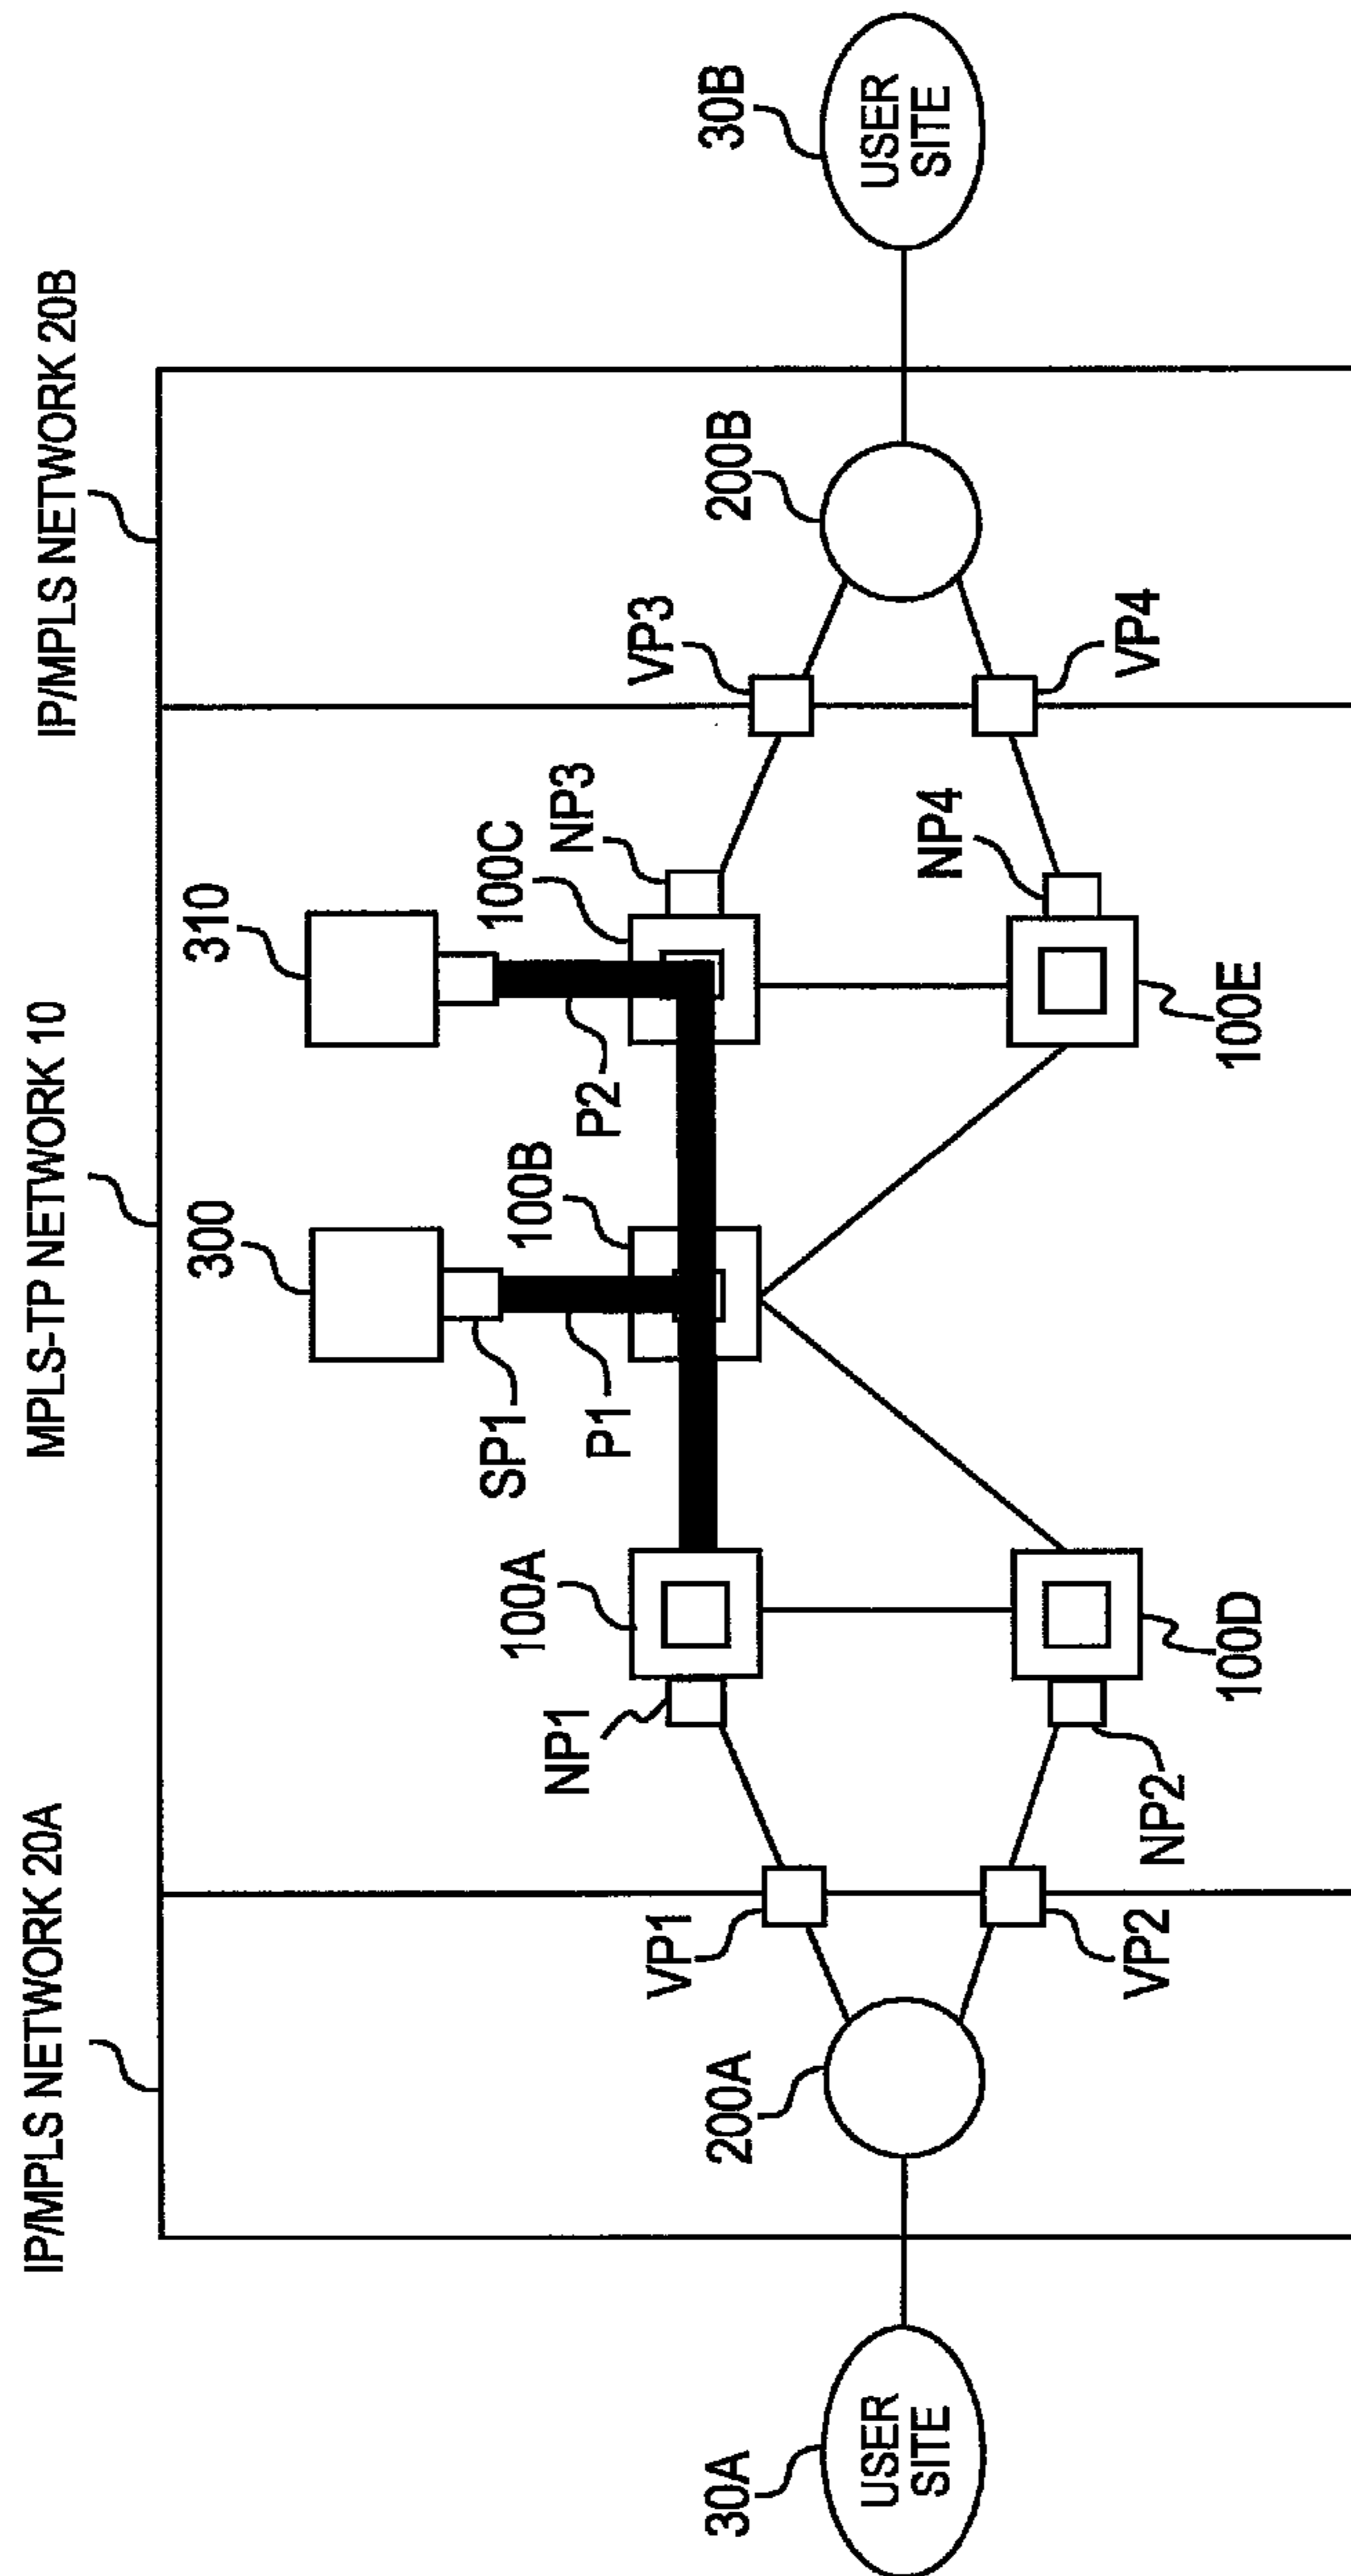 IP/MPLS NETWORK 20A
MPLS-TP NETWORK 10
IP/MPLS NETWORK 20B
300
310
SP1
P1
P2
100A
100B
100C
NP1
NP3
VP1
VP3
30A
200A
200B
30B
USER
SITE
USER
SITE
NP4
NP2
VP2
VP4
100D
100E